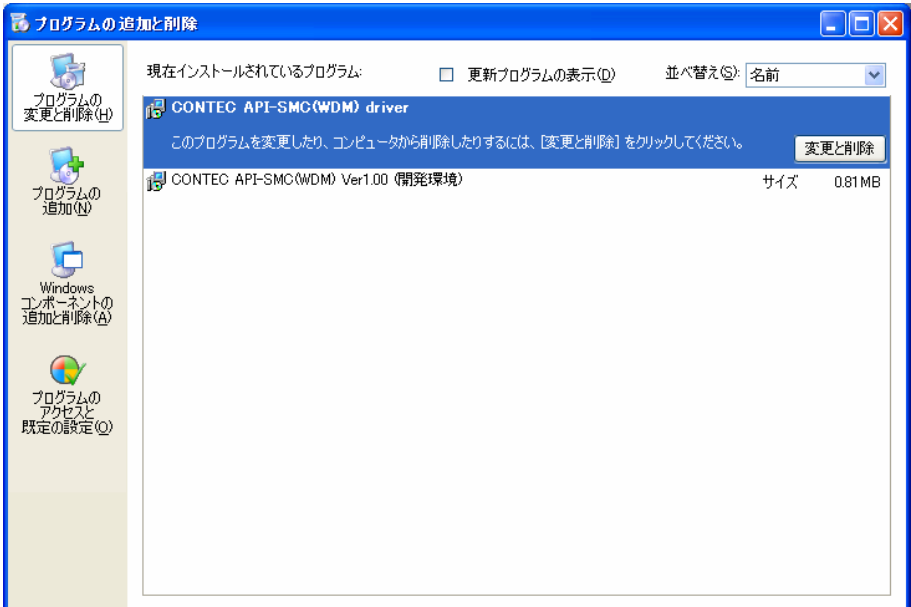 プログラムの追加と削除
プログラムの
変更と削除(H)
プログラムの
追加(N)
Windows
コンポーネントの
追加と削除(A)
プログラムの
アクセスと
既定の設定(O)
現在インストールされているプログラム:
更新プログラムの表示(D)
並べ替え(S): 名前
CONTEC API-SMC(WDM) driver
このプログラムを変更したり、コンピュータから削除したりするには、[変更と削除] をクリックしてください。
変更と削除
CONTEC API-SMC(WDM) Ver1.00 (開発環境)
サイズ 0.81MB